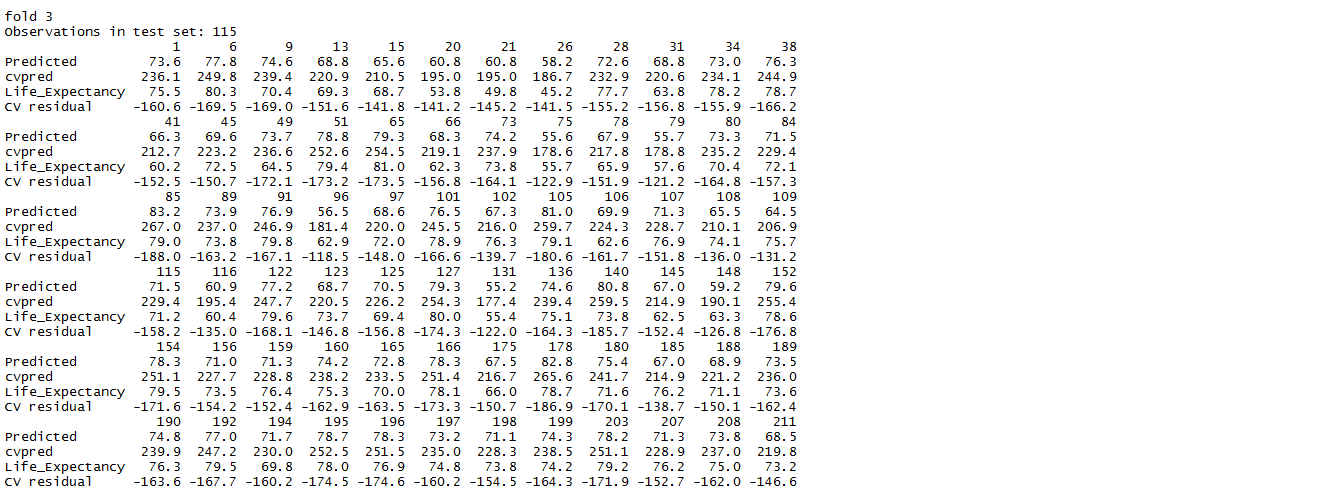 fold 3
Observations in test set: 115
1 6 9 13 15 20 21 26 28 31 34 38
Predicted 73.6 77.8 74.6 68.8 65.6 60.8 60.8 58.2 72.6 68.8 73.0 76.3
cvpred 236.1 249.8 239.4 220.9 210.5 195.0 195.0 186.7 232.9 220.6 234.1 244.9
Life_Expectancy 75.5 80.3 70.4 69.3 68.7 53.8 49.8 45.2 77.7 63.8 78.2 78.7
CV residual -160.6 -169.5 -169.0 -151.6 -141.8 -141.2 -145.2 -141.5 -155.2 -156.8 -155.9 -166.2
41 45 49 51 65 66 73 75 78 79 80 84
Predicted 66.3 69.6 73.7 78.8 79.3 68.3 74.2 55.6 67.9 55.7 73.3 71.5
cvpred 212.7 223.2 236.6 252.6 254.5 219.1 237.9 178.6 217.8 178.8 235.2 229.4
Life_Expectancy 60.2 72.5 64.5 79.4 81.0 62.3 73.8 55.7 65.9 57.6 70.4 72.1
CV residual -152.5 -150.7 -172.1 -173.2 -173.5 -156.8 -164.1 -122.9 -151.9 -121.2 -164.8 -157.3
85 89 91 96 97 101 102 105 106 107 108 109
Predicted 83.2 73.9 76.9 56.5 68.6 76.5 67.3 81.0 69.9 71.3 65.5 64.5
cvpred 267.0 237.0 246.9 181.4 220.0 245.5 216.0 259.7 224.3 228.7 210.1 206.9
Life_Expectancy 79.0 73.8 79.8 62.9 72.0 78.9 76.3 79.1 62.6 76.9 74.1 75.7
CV residual -188.0 -163.2 -167.1 -118.5 -148.0 -166.6 -139.7 -180.6 -161.7 -151.8 -136.0 -131.2
115 116 122 123 125 127 131 136 140 145 148 152
Predicted 71.5 60.9 77.2 68.7 70.5 79.3 55.2 74.6 80.8 67.0 59.2 79.6
cvpred 229.4 195.4 247.7 220.5 226.2 254.3 177.4 239.4 259.5 214.9 190.1 255.4
Life_Expectancy 71.2 60.4 79.6 73.7 69.4 80.0 55.4 75.1 73.8 62.5 63.3 78.6
CV residual -158.2 -135.0 -168.1 -146.8 -156.8 -174.3 -122.0 -164.3 -185.7 -152.4 -126.8 -176.8
154 156 159 160 165 166 175 178 180 185 188 189
Predicted 78.3 71.0 71.3 74.2 72.8 78.3 67.5 82.8 75.4 67.0 68.9 73.5
cvpred 251.1 227.7 228.8 238.2 233.5 251.4 216.7 265.6 241.7 214.9 221.2 236.0
Life_Expectancy 79.5 73.5 76.4 75.3 70.0 78.1 66.0 78.7 71.6 76.2 71.1 73.6
CV residual -171.6 -154.2 -152.4 -162.9 -163.5 -173.3 -150.7 -186.9 -170.1 -138.7 -150.1 -162.4
190 192 194 195 196 197 198 199 203 207 208 211
Predicted 74.8 77.0 71.7 78.7 78.3 73.2 71.1 74.3 78.2 71.3 73.8 68.5
cvpred 239.9 247.2 230.0 252.5 251.5 235.0 228.3 238.5 251.1 228.9 237.0 219.8
Life_Expectancy 76.3 79.5 69.8 78.0 76.9 74.8 73.8 74.2 79.2 76.2 75.0 73.2
CV residual -163.6 -167.7 -160.2 -174.5 -174.6 -160.2 -154.5 -164.3 -171.9 -152.7 -162.0 -146.6